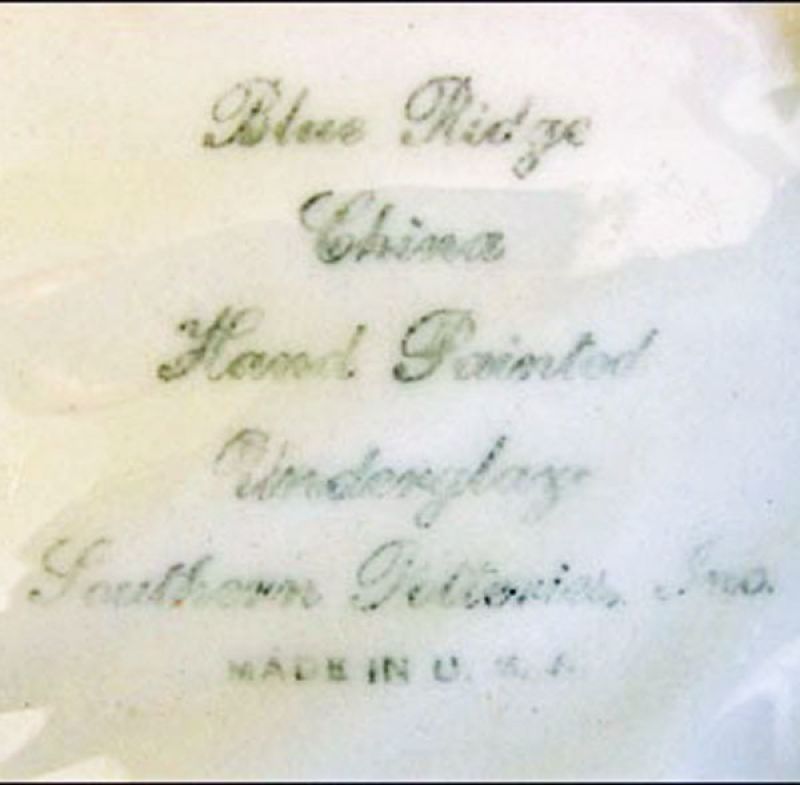 Blue Ridge
China
Hand Painted
Underglaze
Southern Potteries, Inc.
MADE IN U. S. A.